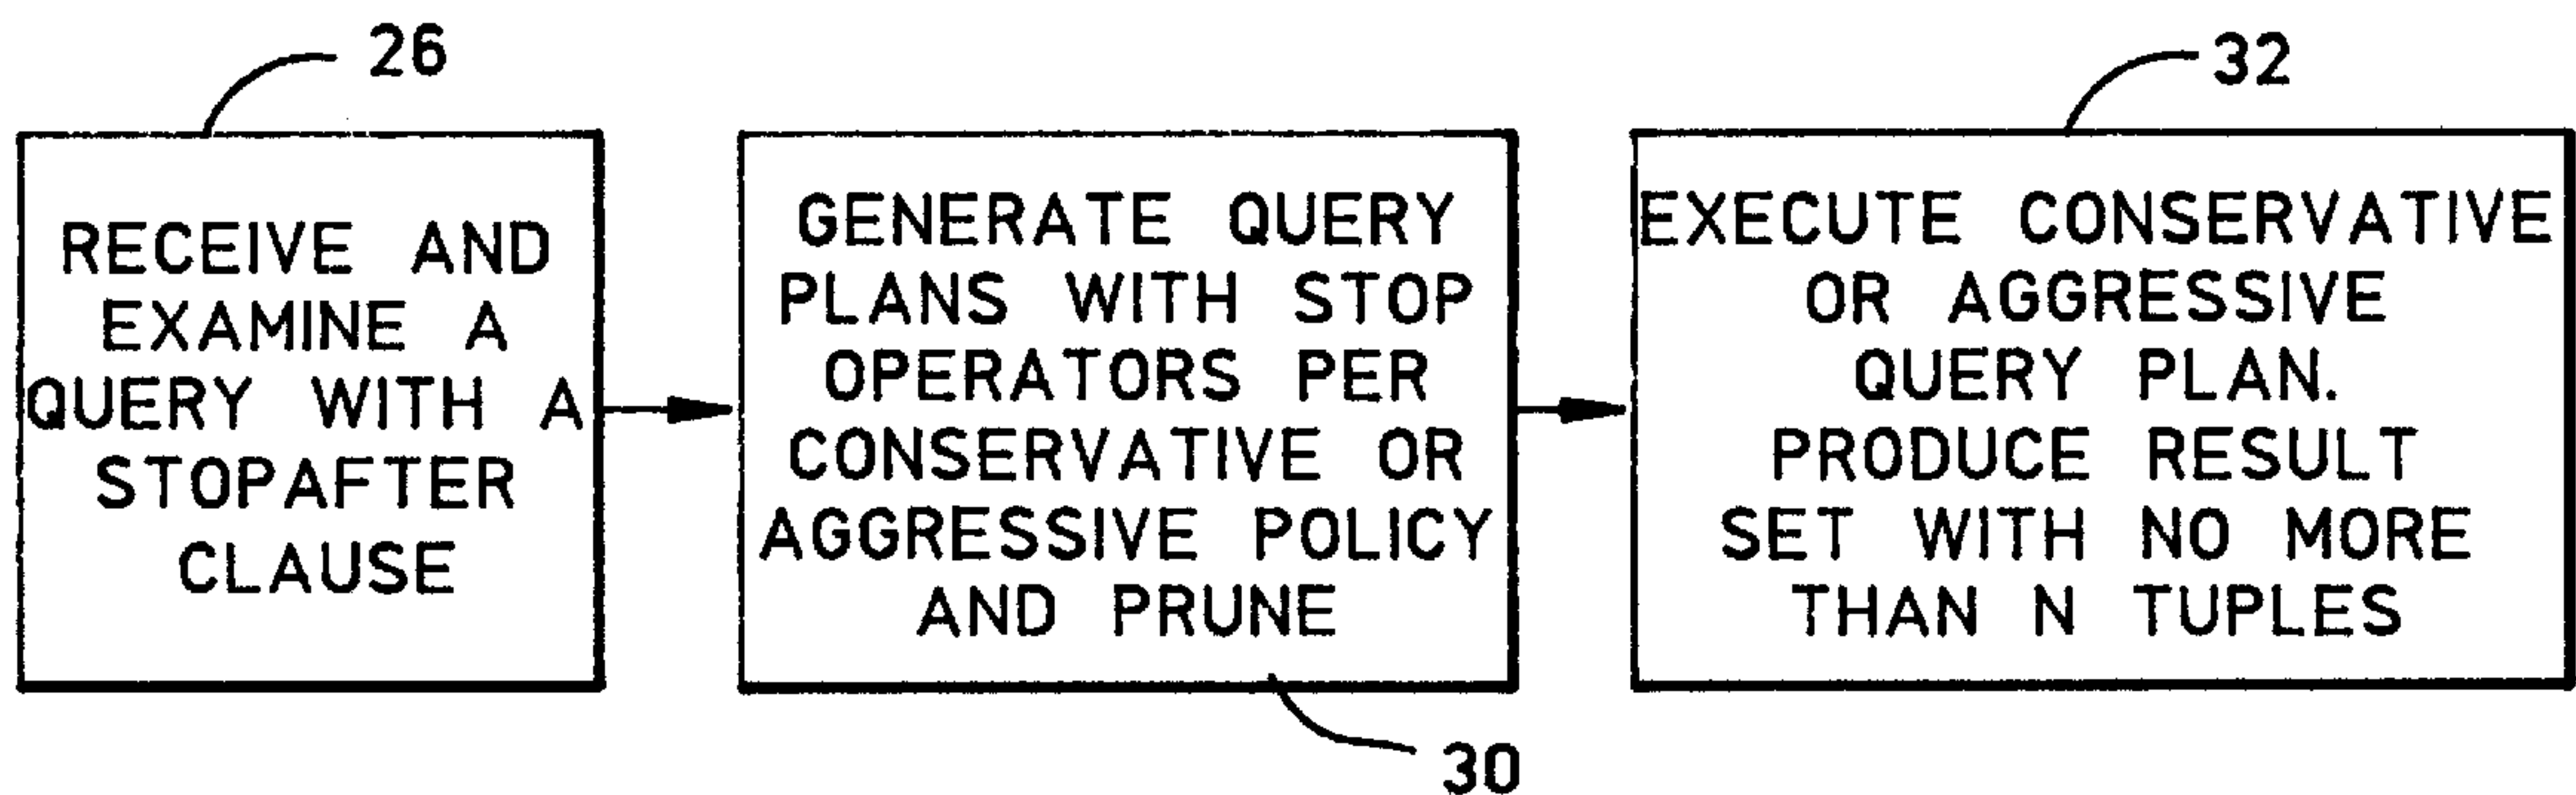 26
RECEIVE AND
EXAMINE A
QUERY WITH A
STOPAFTER
CLAUSE
GENERATE QUERY
PLANS WITH STOP
OPERATORS PER
CONSERVATIVE OR
AGGRESSIVE POLICY
AND PRUNE
30
32
EXECUTE CONSERVATIVE
OR AGGRESSIVE
QUERY PLAN.
PRODUCE RESULT
SET WITH NO MORE
THAN N TUPLES